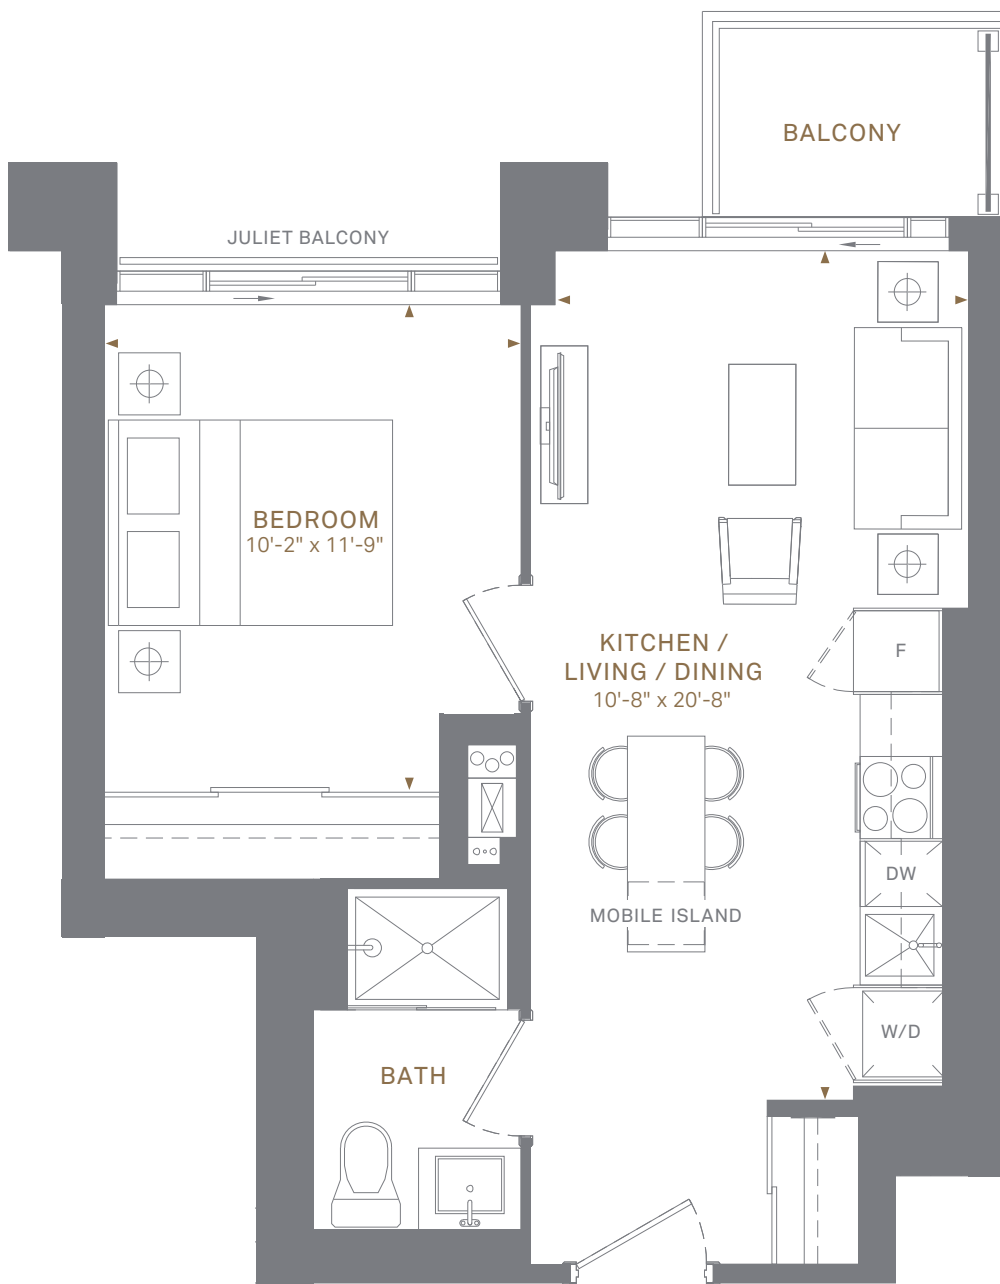 BALCONY
JULIET BALCONY
BEDROOM
10'-2" x 11'-9"
KITCHEN /
LIVING / DINING
10'-8" x 20'-8"
F
DW
MOBILE ISLAND
W/D
BATH